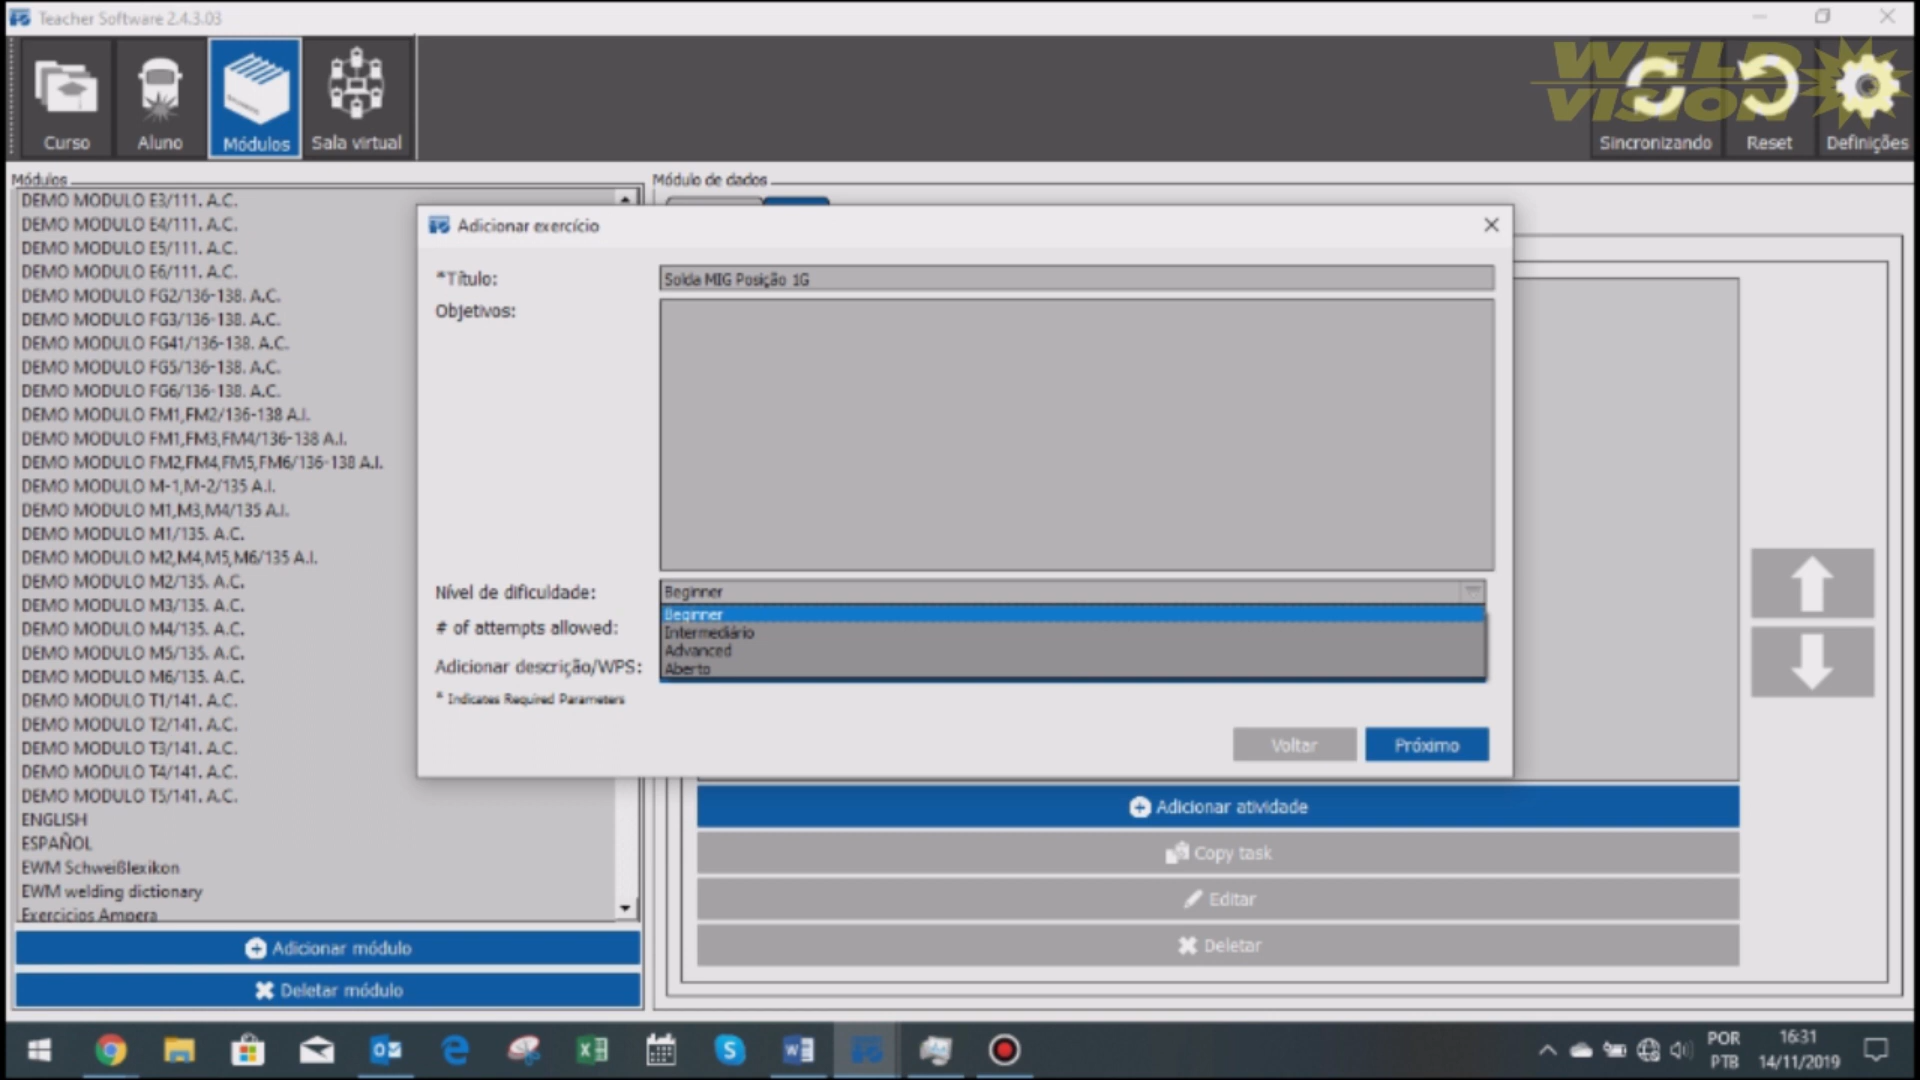 Teacher Software 2.4.3.03
WELD
VISION
Curso
Aluno
Módulos
Sala virtual
Sincronizando
Reset
Definições
Módulos
DEMO MODULO E3/111. A.C.
DEMO MODULO E4/111. A.C.
DEMO MODULO E5/111. A.C.
DEMO MODULO E6/111. A.C.
DEMO MODULO FG2/136-138. A.C.
DEMO MODULO FG3/136-138. A.C.
DEMO MODULO FG41/136-138. A.C.
DEMO MODULO FG5/136-138. A.C.
DEMO MODULO FG6/136-138. A.C.
DEMO MODULO FM1,FM2/136-138 A.I.
DEMO MODULO FM1,FM3,FM4/136-138 A.I.
DEMO MODULO FM2,FM4,FM5,FM6/136-138 A.I.
DEMO MODULO M-1,M-2/135 A.I.
DEMO MODULO M1,M3,M4/135 A.I.
DEMO MODULO M1/135. A.C.
DEMO MODULO M2,M4,M5,M6/135 A.I.
DEMO MODULO M2/135. A.C.
DEMO MODULO M3/135. A.C.
DEMO MODULO M4/135. A.C.
DEMO MODULO M5/135. A.C.
DEMO MODULO M6/135. A.C.
DEMO MODULO T1/141. A.C.
DEMO MODULO T2/141. A.C.
DEMO MODULO T3/141. A.C.
DEMO MODULO T4/141. A.C.
DEMO MODULO T5/141. A.C.
ENGLISH
ESPAÑOL
EWM Schweißlexikon
EWM welding dictionary
Exercicios Ampera
Adicionar módulo
Deletar módulo
Módulo de dados
Adicionar exercício
*Título:
Solda MIG Posição 1G
Objetivos:
Nível de dificuldade:
Beginner
Beginner
Intermediário
Advanced
Aberto
# of attempts allowed:
Adicionar descrição/WPS:
* Indicates Required Parameters
Voltar
Próximo
Adicionar atividade
Copy task
Editar
Deletar
POR
PTB
16:31
14/11/2019